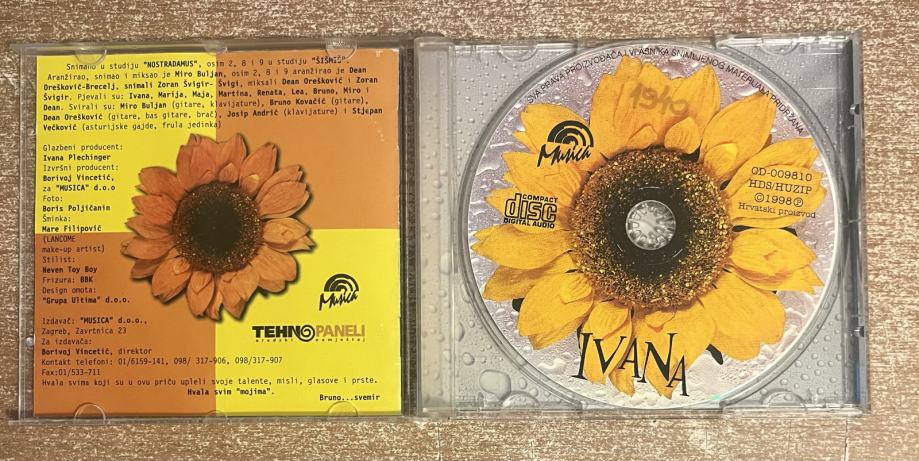 Snimano u studiju "NOSTRADAMUS", osim 2, 8 i 9 u studiju "ŠIŠMIŠ".
Aranžirao, snimao i miksao je Miro Buljan, osim 2, 8 i 9 aranžirao je Dean
Orešković-Brecelj, snimali Zoran Švigir- Švigi, miksali Dean Orešković i Zoran
Švigir. Pjevali su: Ivana, Marija, Maja, Martina, Renata, Lea, Bruno, Miro i
Dean. Svirali su: Miro Buljan (gitare, klavijature), Bruno Kovačić (gitare),
Dean Orešković (gitare, bas gitare, brač), Josip Andrić (klavijature) i Stjepan
Večković (asturijske gajde, frula jedinka)
Glazbeni producent:
Ivana Plechinger
Izvršni producent:
Borivoj Vincetić,
za "MUSICA" d.o.o
Foto:
Boris Poljičanin
Šminka:
Mare Filipović
(LANCOME
make-up artist)
Stilist:
Neven Toy Boy
Frizura: BBK
Design omota:
"Grupa Ultima" d.o.o.
Musica
TEHNOPANELI
uredski namještaj
Izdavač: "MUSICA" d.o.o.,
Zagreb, Zavrtnica 23
Za izdavača:
Borivoj Vincetić, direktor
Kontakt telefoni: 01/6159-141, 098/ 317-906, 098/317-907
Fax:01/533-711
Hvala svima koji su u ovu priču upleli svoje talente, misli, glasove i prste.
Hvala svim "mojima".
Bruno...svemir
SVA PRAVA PROIZVOĐAČA I VLASNIKA SNIMLJENOG MATERIJALA PRIDRŽANA
1940
Musica
COMPACT
disc
DIGITAL AUDIO
QD-009810
HDS/HUZIP
©1998℗
Hrvatski proizvod
IVANA